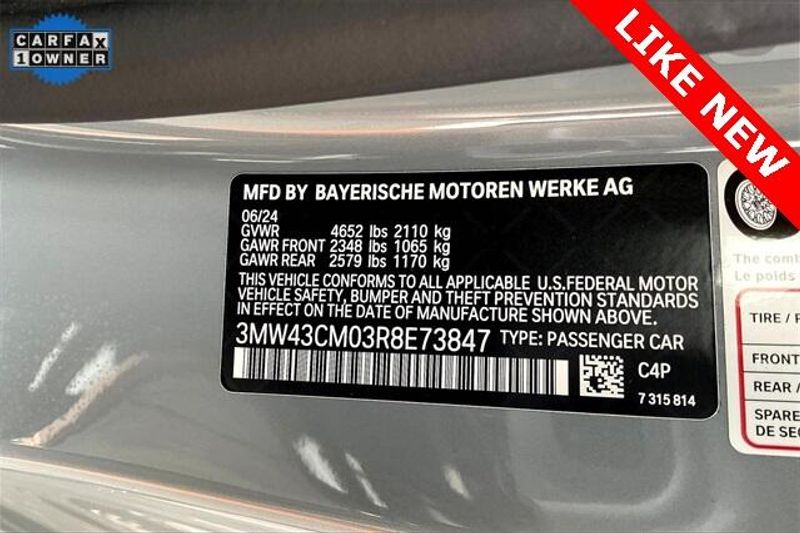 CARFAX
1 OWNER
LIKE NEW
MFD BY BAYERISCHE MOTOREN WERKE AG
06/24
GVWR 4652 lbs 2110 kg
GAWR FRONT 2348 lbs 1065 kg
GAWR REAR 2579 lbs 1170 kg
THIS VEHICLE CONFORMS TO ALL APPLICABLE U.S.FEDERAL MOTOR
VEHICLE SAFETY, BUMPER AND THEFT PREVENTION STANDARDS
IN EFFECT ON THE DATE OF MANUFACTURE SHOWN ABOVE.
3MW43CM03R8E73847 TYPE: PASSENGER CAR
C4P
7 315 814
The comb
Le poids
TIRE / P
FRONT
REAR /
SPARE
DE SEC